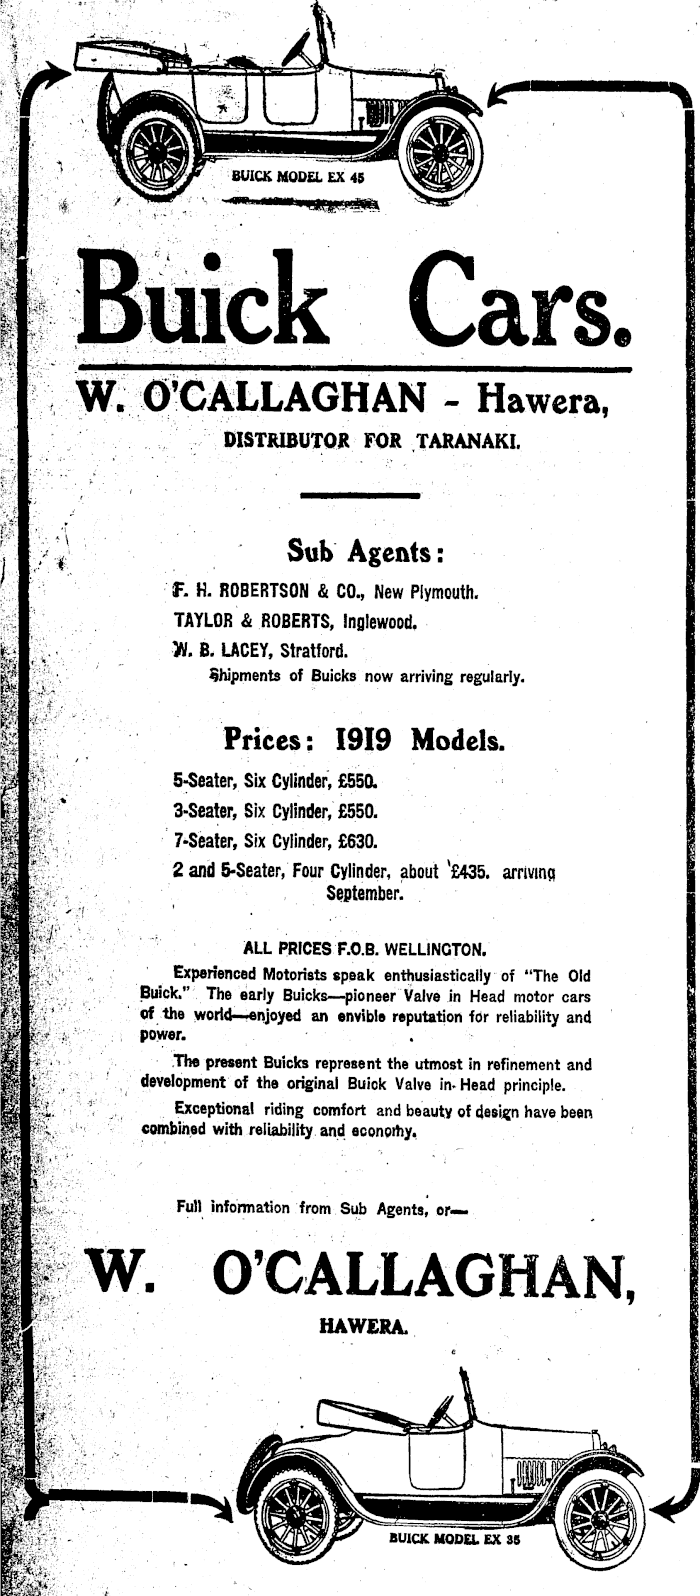 BUICK MODEL EX 45
Buick Cars.
W. O'CALLAGHAN - Hawera,
DISTRIBUTOR FOR TARANAKI.
Sub Agents:
F. H. ROBERTSON & CO., New Plymouth.
TAYLOR & ROBERTS, Inglewood.
W. B. LACEY, Stratford.
Shipments of Buicks now arriving regularly.
Prices: 1919 Models.
5-Seater, Six Cylinder, £550.
3-Seater, Six Cylinder, £550.
7-Seater, Six Cylinder, £630.
2 and 5-Seater, Four Cylinder, about £435. arriving
September.
ALL PRICES F.O.B. WELLINGTON.
Experienced Motorists speak enthusiastically of "The Old
Buick." The early Buicks—pioneer Valve in Head motor cars
of the world—enjoyed an envible reputation for reliability and
power.
The present Buicks represent the utmost in refinement and
development of the original Buick Valve in-Head principle.
Exceptional riding comfort and beauty of design have been
combined with reliability and economy.
Full information from Sub Agents, or—
W. O'CALLAGHAN,
HAWERA.
BUICK MODEL EX 35